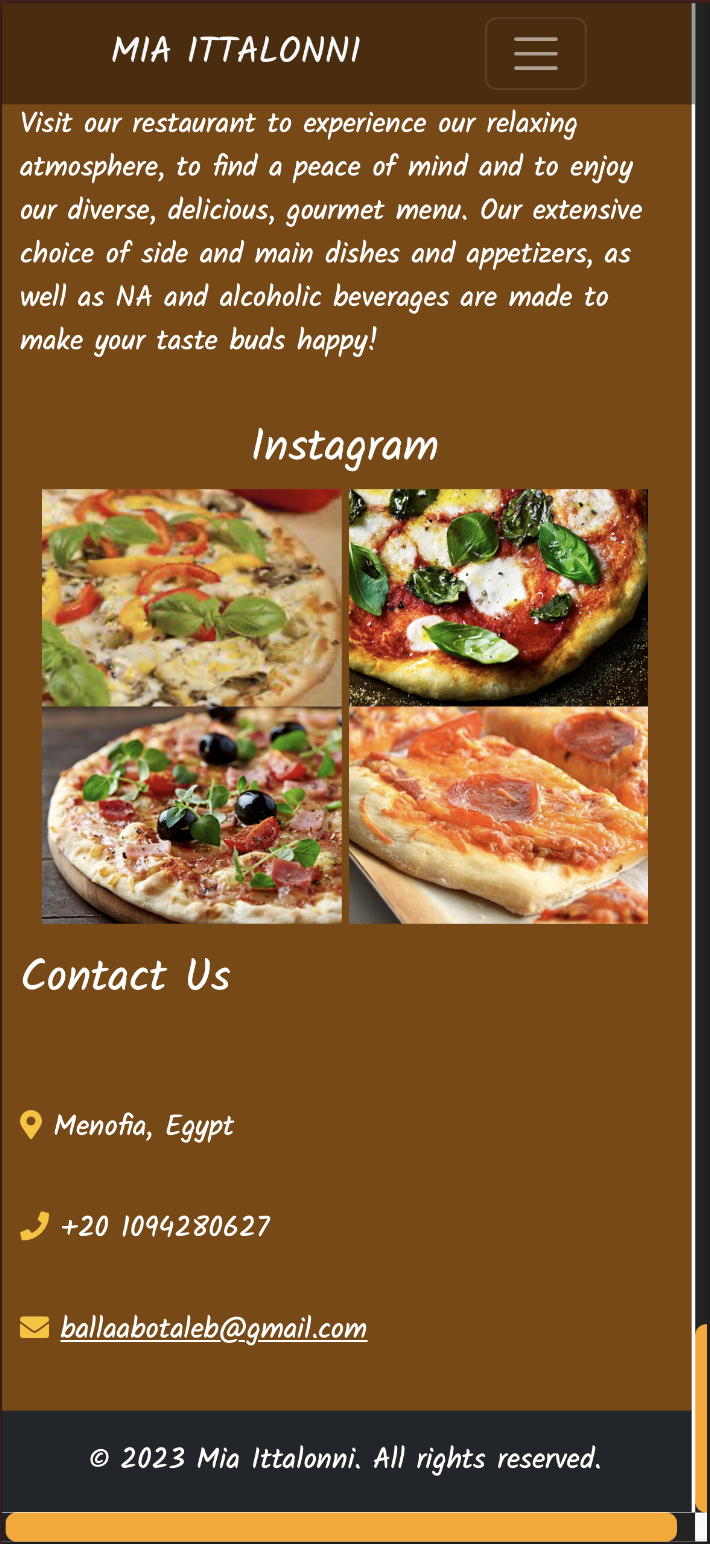 MIA ITTALONNI
Visit our restaurant to experience our relaxing
atmosphere, to find a peace of mind and to enjoy
our diverse, delicious, gourmet menu. Our extensive
choice of side and main dishes and appetizers, as
well as NA and alcoholic beverages are made to
make your taste buds happy!
Instagram
Contact Us
Menofia, Egypt
+20 1094280627
ballaabotaleb@gmail.com
© 2023 Mia Ittalonni. All rights reserved.